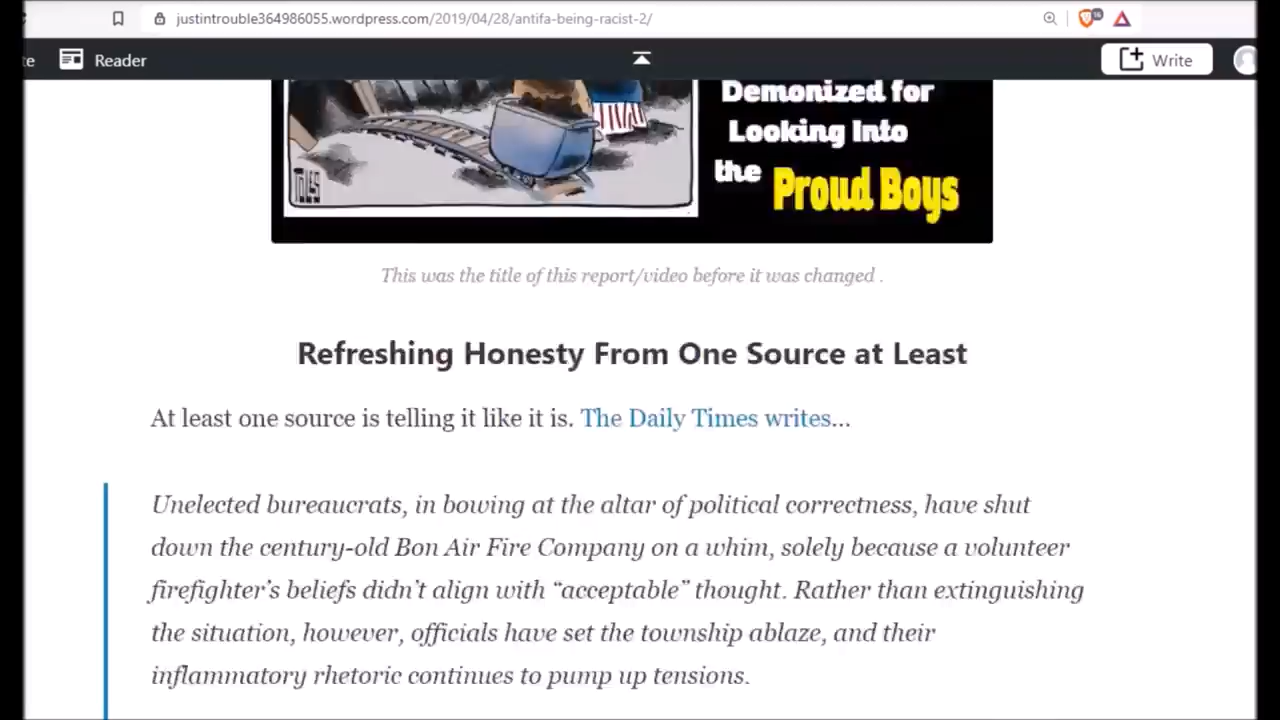 justintrouble364986055.wordpress.com/2019/04/28/antifa-being-racist-2/
te Reader Write
Demonized for
Looking Into
the Proud Boys
TOLES
This was the title of this report/video before it was changed .
Refreshing Honesty From One Source at Least
At least one source is telling it like it is. The Daily Times writes...
Unelected bureaucrats, in bowing at the altar of political correctness, have shut
down the century-old Bon Air Fire Company on a whim, solely because a volunteer
firefighter’s beliefs didn’t align with “acceptable” thought. Rather than extinguishing
the situation, however, officials have set the township ablaze, and their
inflammatory rhetoric continues to pump up tensions.